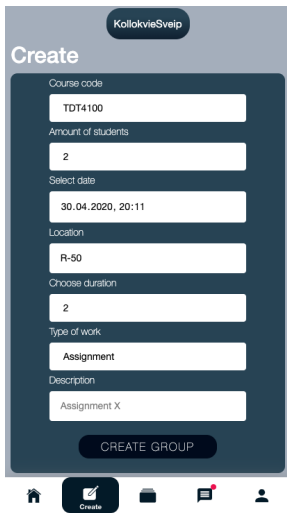 KollokvieSveip
Create
Course code
TDT4100
Amount of students
2
Select date
30.04.2020, 20:11
Location
R-50
Choose duration
2
Type of work
Assignment
Description
Assignment X
CREATE GROUP
Create